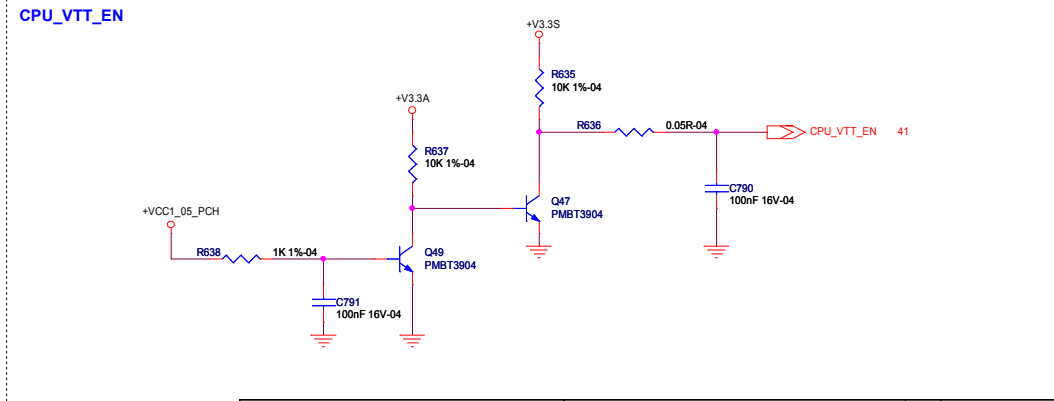 CPU_VTT_EN
+V3.3S
R635
10K 1%-04
+V3.3A
R636
0.05R-04
CPU_VTT_EN 41
R637
10K 1%-04
C790
100nF 16V-04
Q47
PMBT3904
+VCC1_05_PCH
R638
1K 1%-04
Q49
PMBT3904
C791
100nF 16V-04